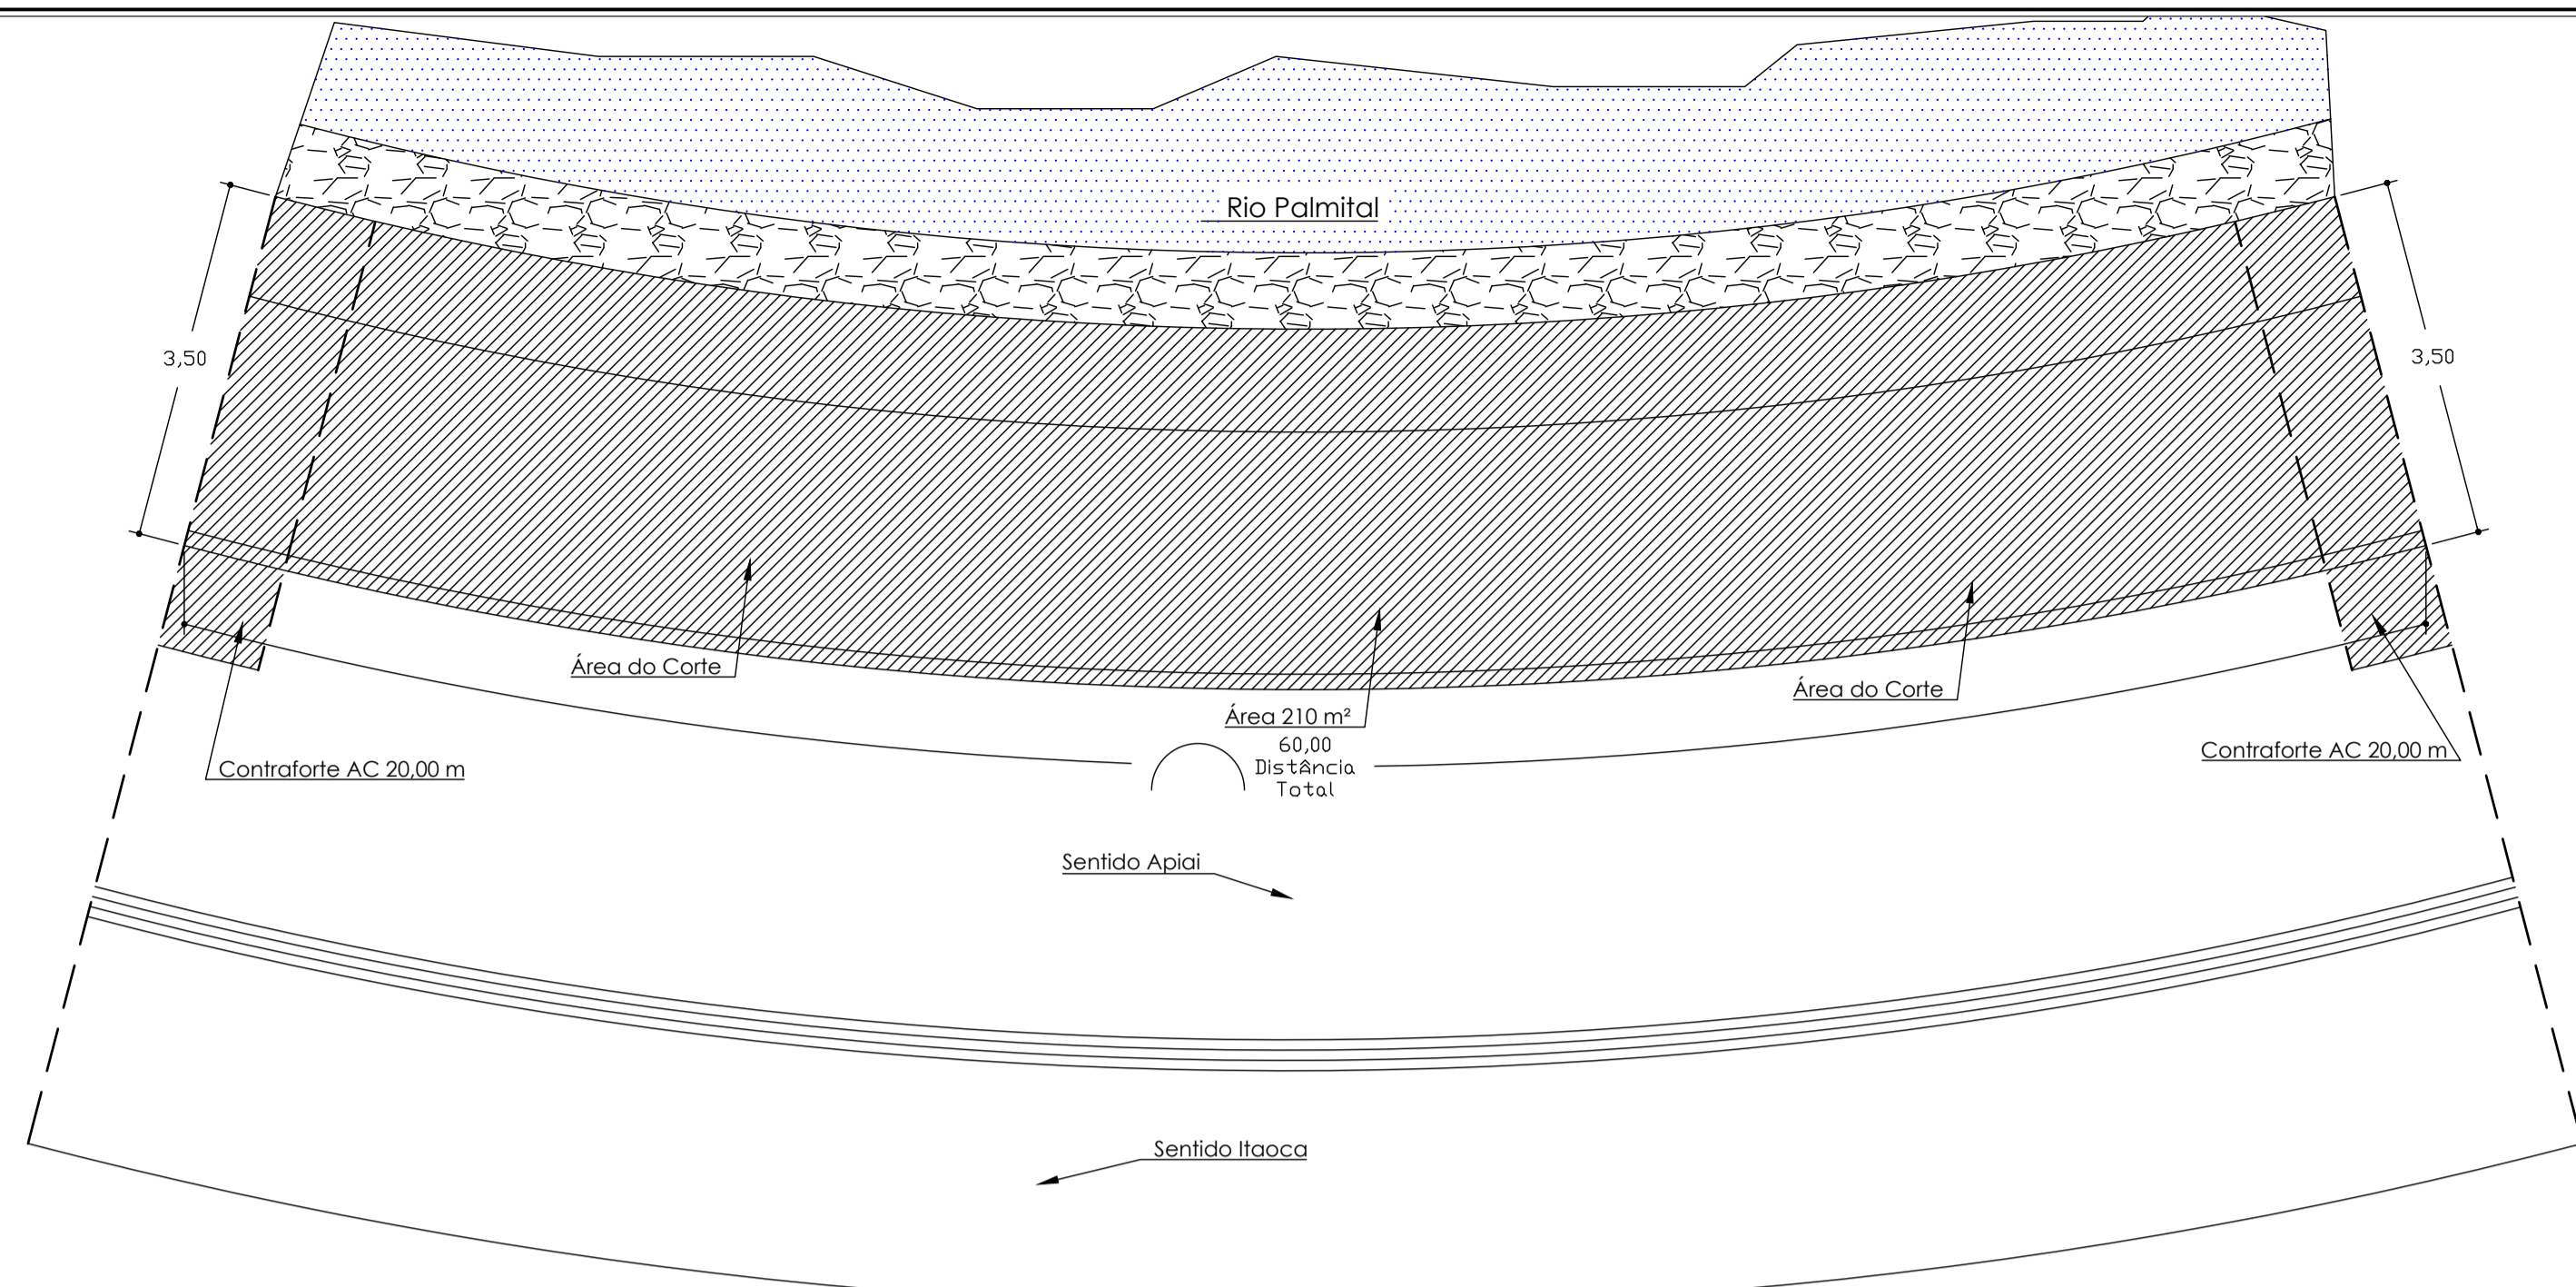 Rio Palmital
3,50
3,50
Área do Corte
Área do Corte
Área 210 m²
60,00
Distância
Total
Contraforte AC 20,00 m
Contraforte AC 20,00 m
Sentido Apiai
Sentido Itaoca